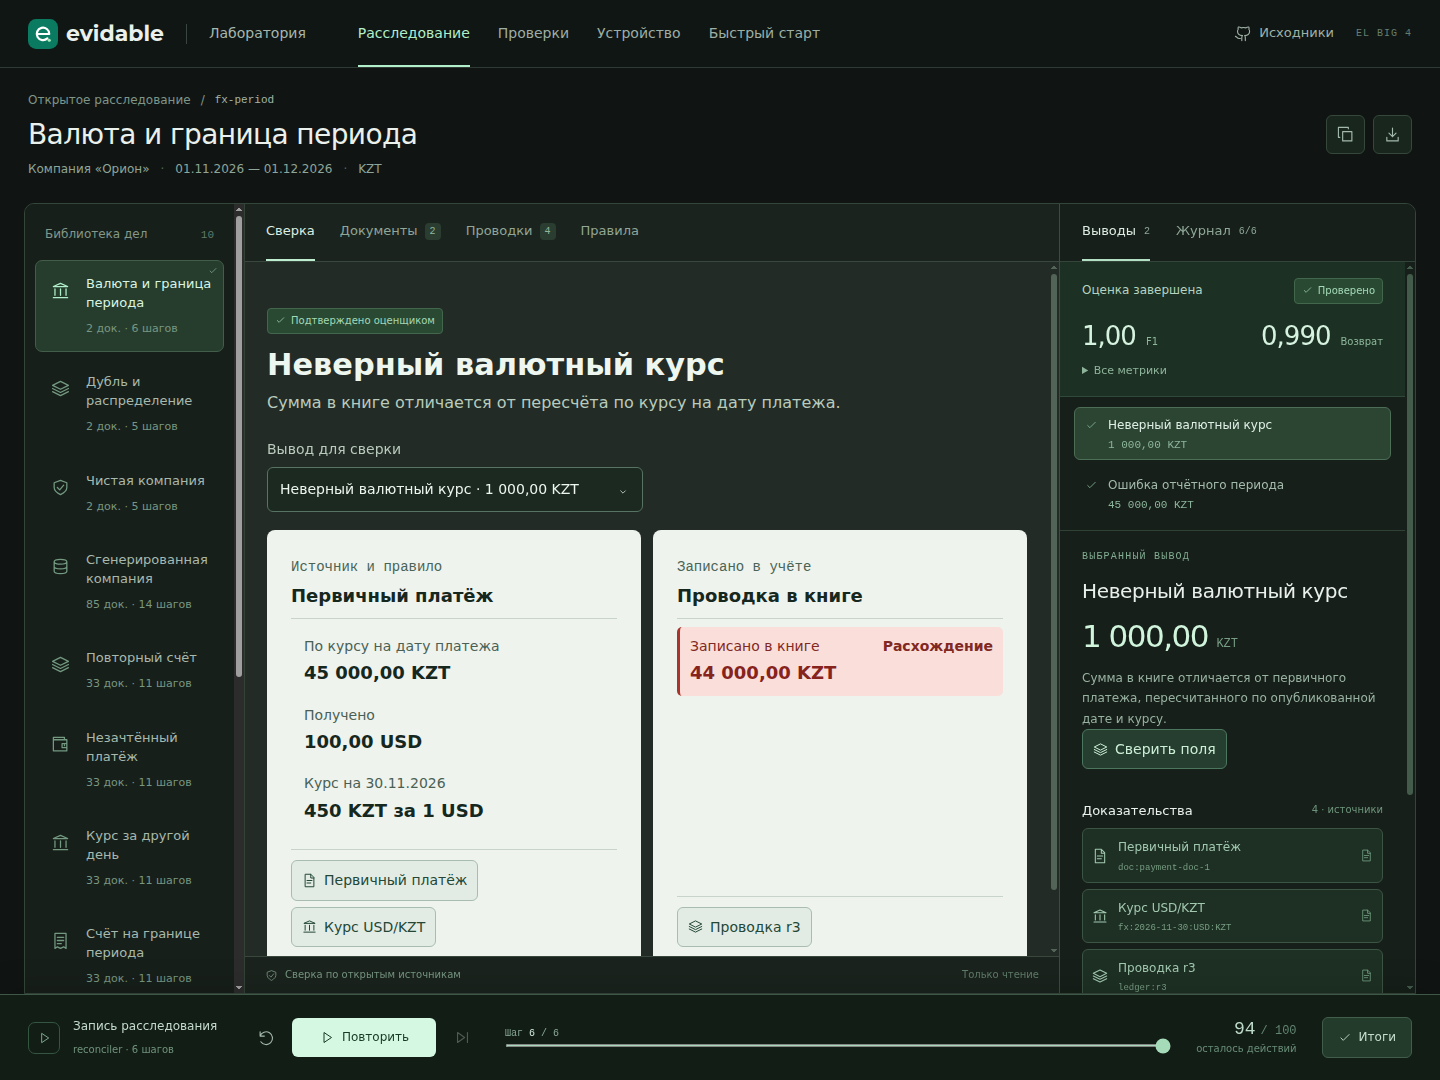 evidable
Лаборатория
Расследование
Проверки
Устройство
Быстрый старт
Исходники
EL BIG 4
Открытое расследование / fx-period
Валюта и граница периода
Компания «Орион» · 01.11.2026 — 01.12.2026 · KZT
Библиотека дел 10
Валюта и граница
периода
2 док. · 6 шагов
Дубль и
распределение
2 док. · 5 шагов
Чистая компания
2 док. · 5 шагов
Сгенерированная
компания
85 док. · 14 шагов
Повторный счёт
33 док. · 11 шагов
Незачтённый
платёж
33 док. · 11 шагов
Курс за другой
день
33 док. · 11 шагов
Счёт на границе
периода
33 док. · 11 шагов
Сверка
Документы 2
Проводки 4
Правила
Подтверждено оценщиком
Неверный валютный курс
Сумма в книге отличается от пересчёта по курсу на дату платежа.
Вывод для сверки
Неверный валютный курс · 1 000,00 KZT
Источник и правило
Первичный платёж
По курсу на дату платежа
45 000,00 KZT
Получено
100,00 USD
Курс на 30.11.2026
450 KZT за 1 USD
Первичный платёж
Курс USD/KZT
Записано в учёте
Проводка в книге
Записано в книге Расхождение
44 000,00 KZT
Проводка r3
Сверка по открытым источникам
Только чтение
Выводы 2
Журнал 6/6
Оценка завершена
Проверено
1,00 F1
0,990 Возврат
Все метрики
Неверный валютный курс
1 000,00 KZT
Ошибка отчётного периода
45 000,00 KZT
ВЫБРАННЫЙ ВЫВОД
Неверный валютный курс
1 000,00 KZT
Сумма в книге отличается от первичного
платежа, пересчитанного по опубликованной
дате и курсу.
Сверить поля
Доказательства
4 · источники
Первичный платёж
doc:payment-doc-1
Курс USD/KZT
fx:2026-11-30:USD:KZT
Проводка r3
ledger:r3
Запись расследования
reconciler · 6 шагов
Повторить
Шаг 6 / 6
94 / 100
осталось действий
Итоги